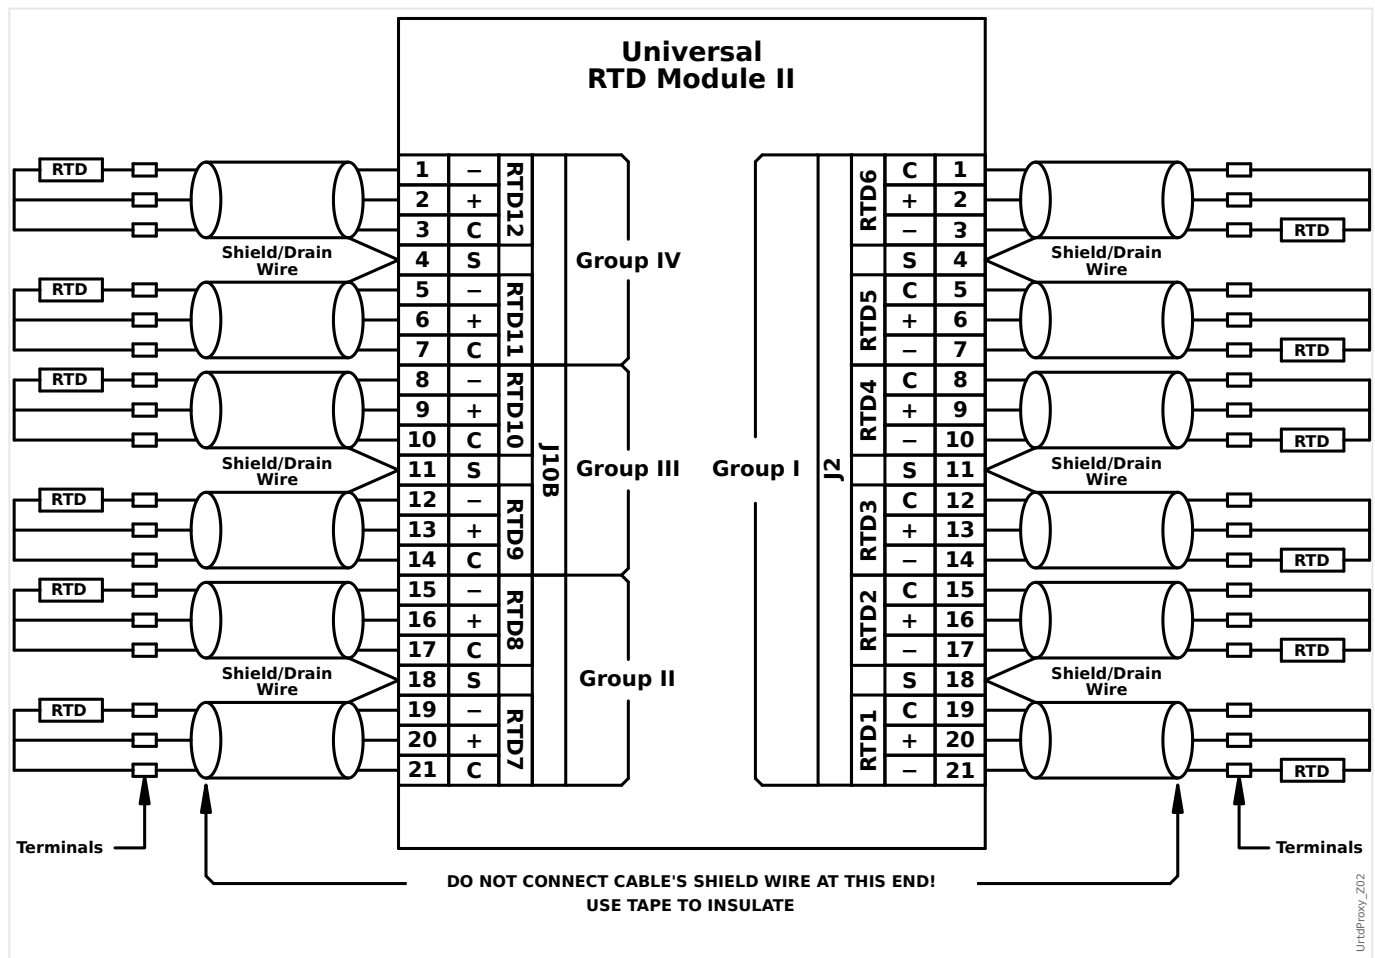 Universal
RTD Module II
RTD 1 − C 1
RTD12 RTD6
2 + + 2
3 C − 3 RTD
Shield/Drain
Wire
4 S Group IV S 4
Shield/Drain
Wire
RTD 5 − C 5
RTD11 RTD5
6 + + 6
7 C − 7 RTD
RTD 8 − C 8
RTD10 RTD4
9 + + 9
10 C − 10 RTD
Shield/Drain
Wire
11 S J10B Group III Group I J2 S 11
Shield/Drain
Wire
RTD 12 − C 12
RTD9 RTD3
13 + + 13
14 C − 14 RTD
RTD 15 − C 15
RTD8 RTD2
16 + + 16
17 C − 17 RTD
Shield/Drain
Wire
18 S Group II S 18
Shield/Drain
Wire
RTD 19 − C 19
RTD7 RTD1
20 + + 20
21 C − 21 RTD
Terminals
Terminals
DO NOT CONNECT CABLE'S SHIELD WIRE AT THIS END!
USE TAPE TO INSULATE
UrtdProxy_Z02